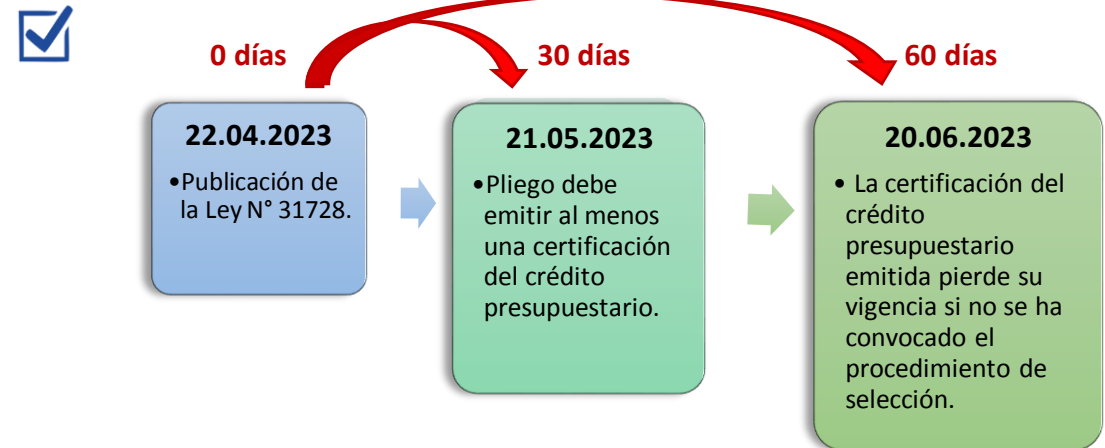 0 días
30 días
60 días
22.04.2023
•Publicación de
la Ley N° 31728.
21.05.2023
•Pliego debe
emitir al menos
una certificación
del crédito
presupuestario.
20.06.2023
• La certificación del
crédito
presupuestario
emitida pierde su
vigencia si no se ha
convocado el
procedimiento de
selección.